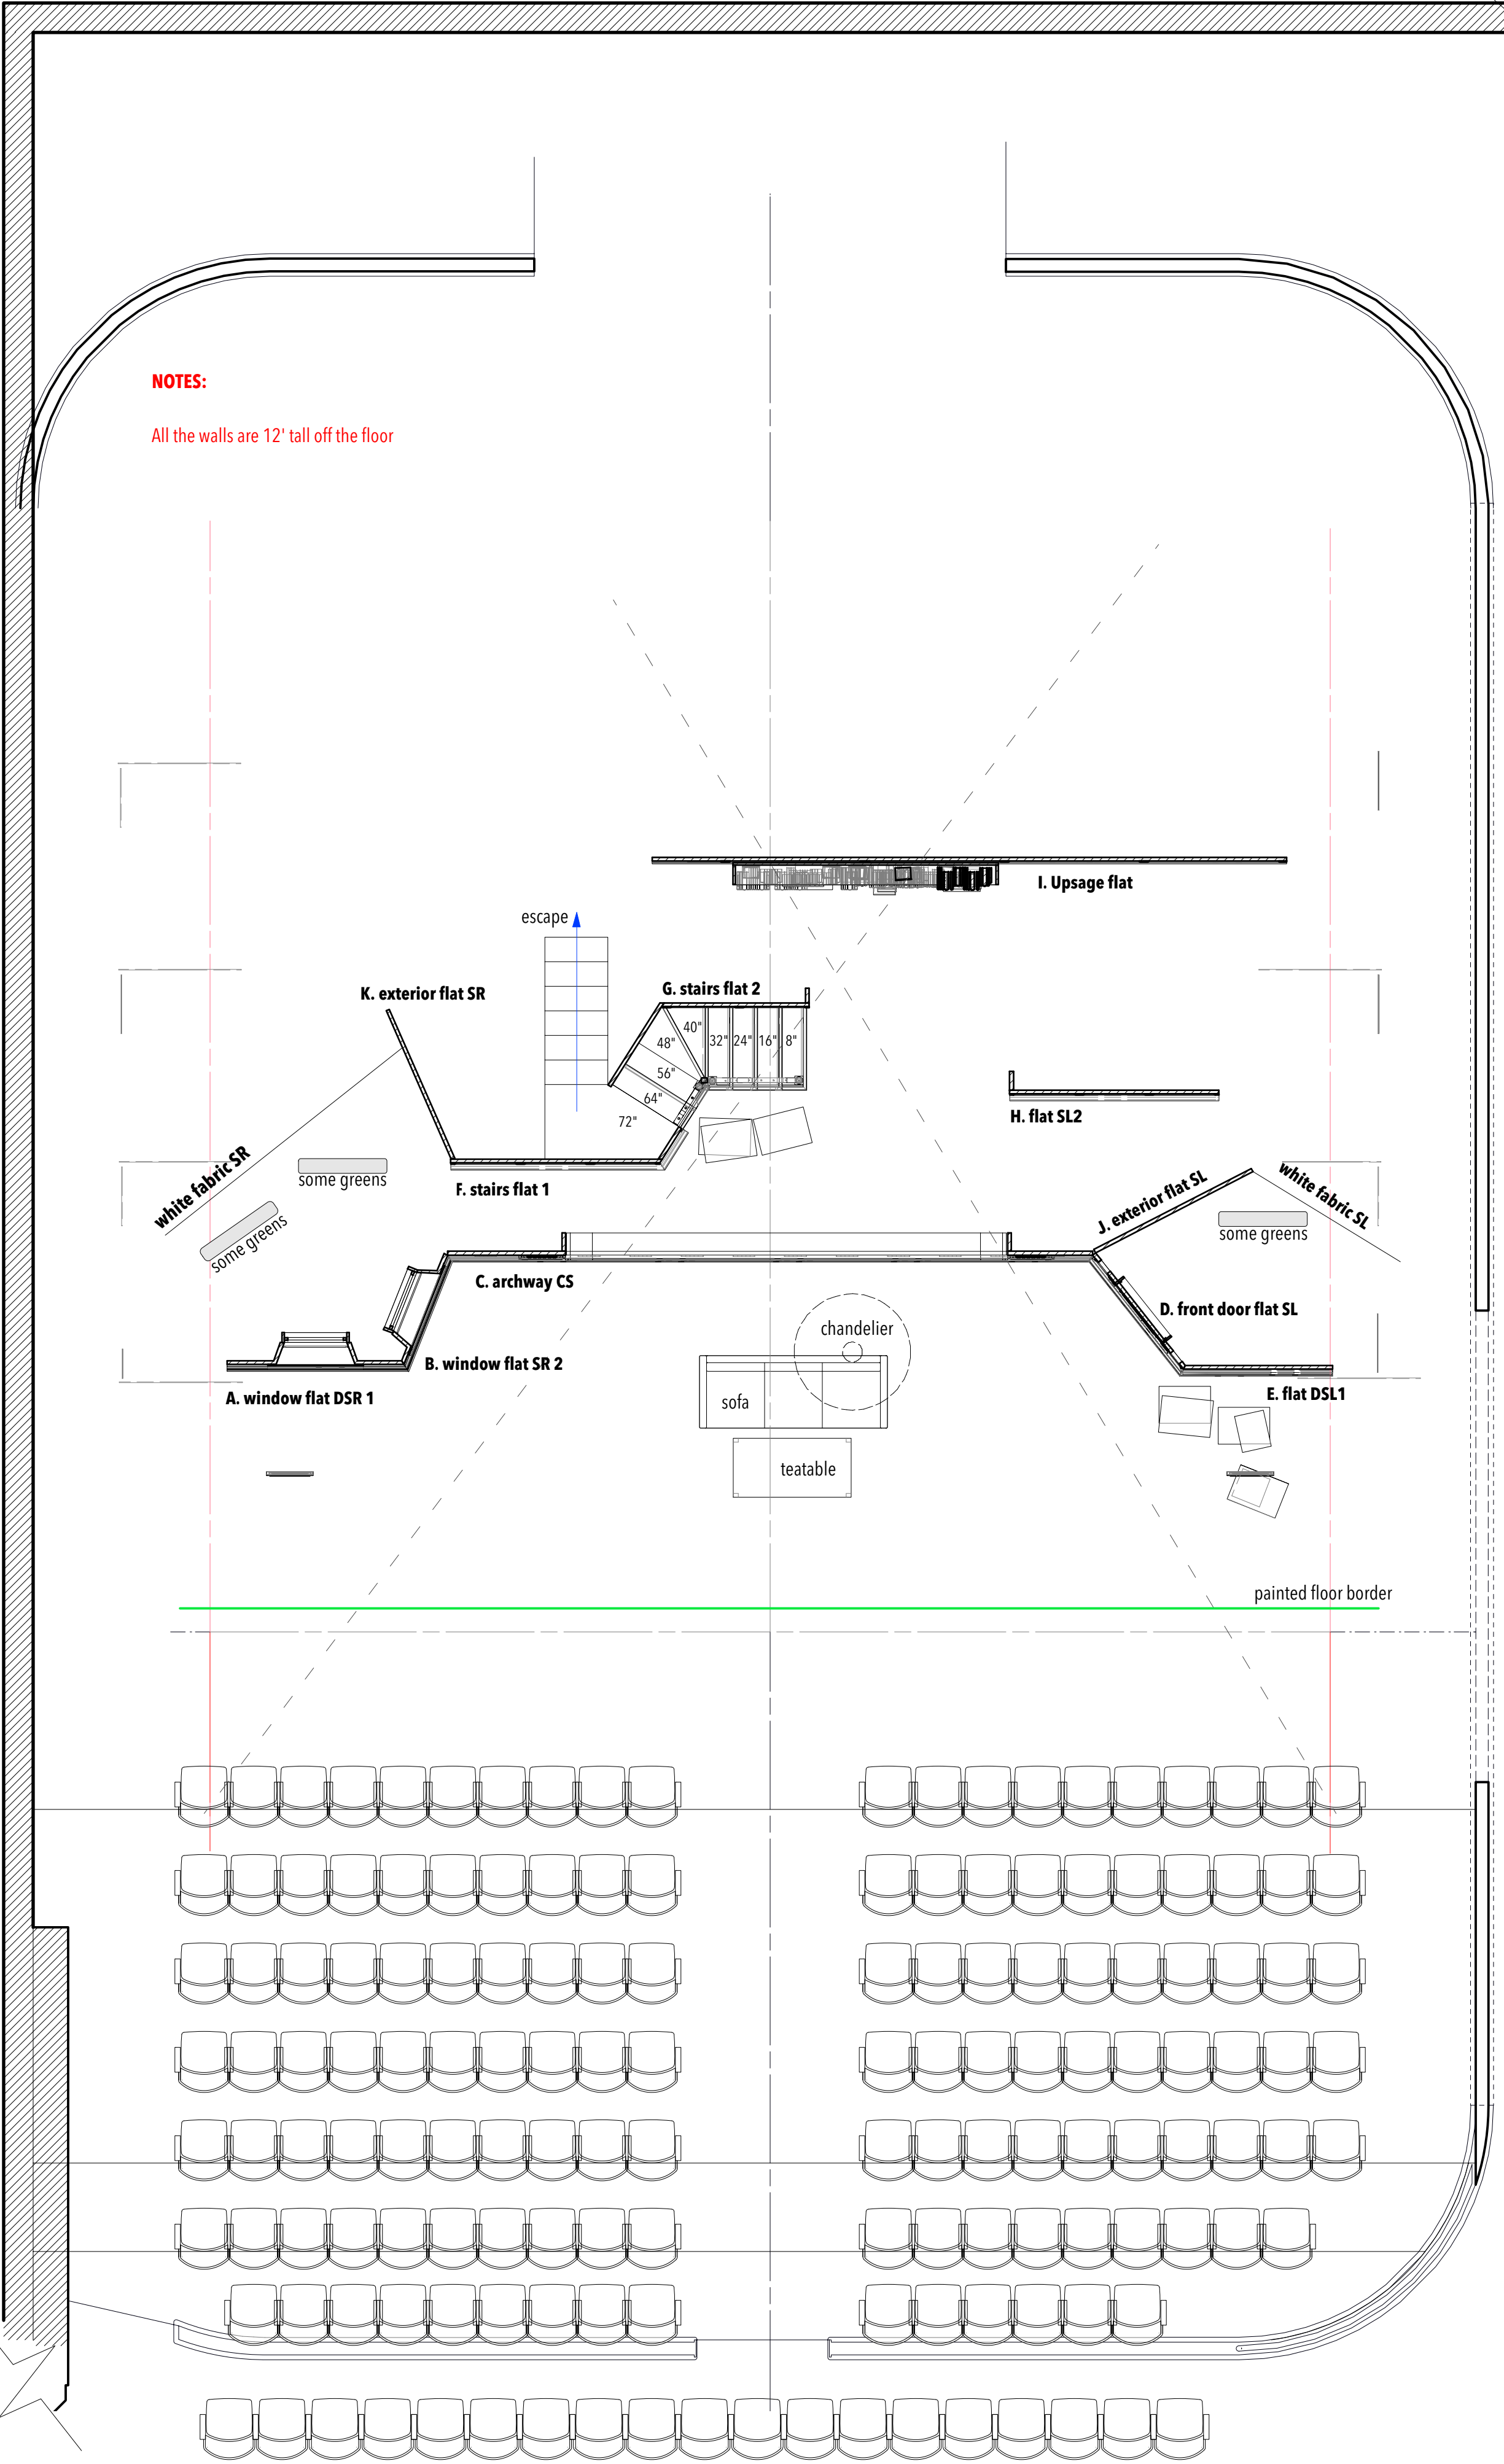 NOTES:
All the walls are 12' tall off the floor
I. Upsage flat
escape
K. exterior flat SR
G. stairs flat 2
40"
32"
24"
16"
8"
48"
56"
64"
72"
H. flat SL2
white fabric SR
some greens
F. stairs flat 1
some greens
J. exterior flat SL
white fabric SL
some greens
C. archway CS
D. front door flat SL
chandelier
B. window flat SR 2
A. window flat DSR 1
E. flat DSL1
sofa
teatable
painted floor border